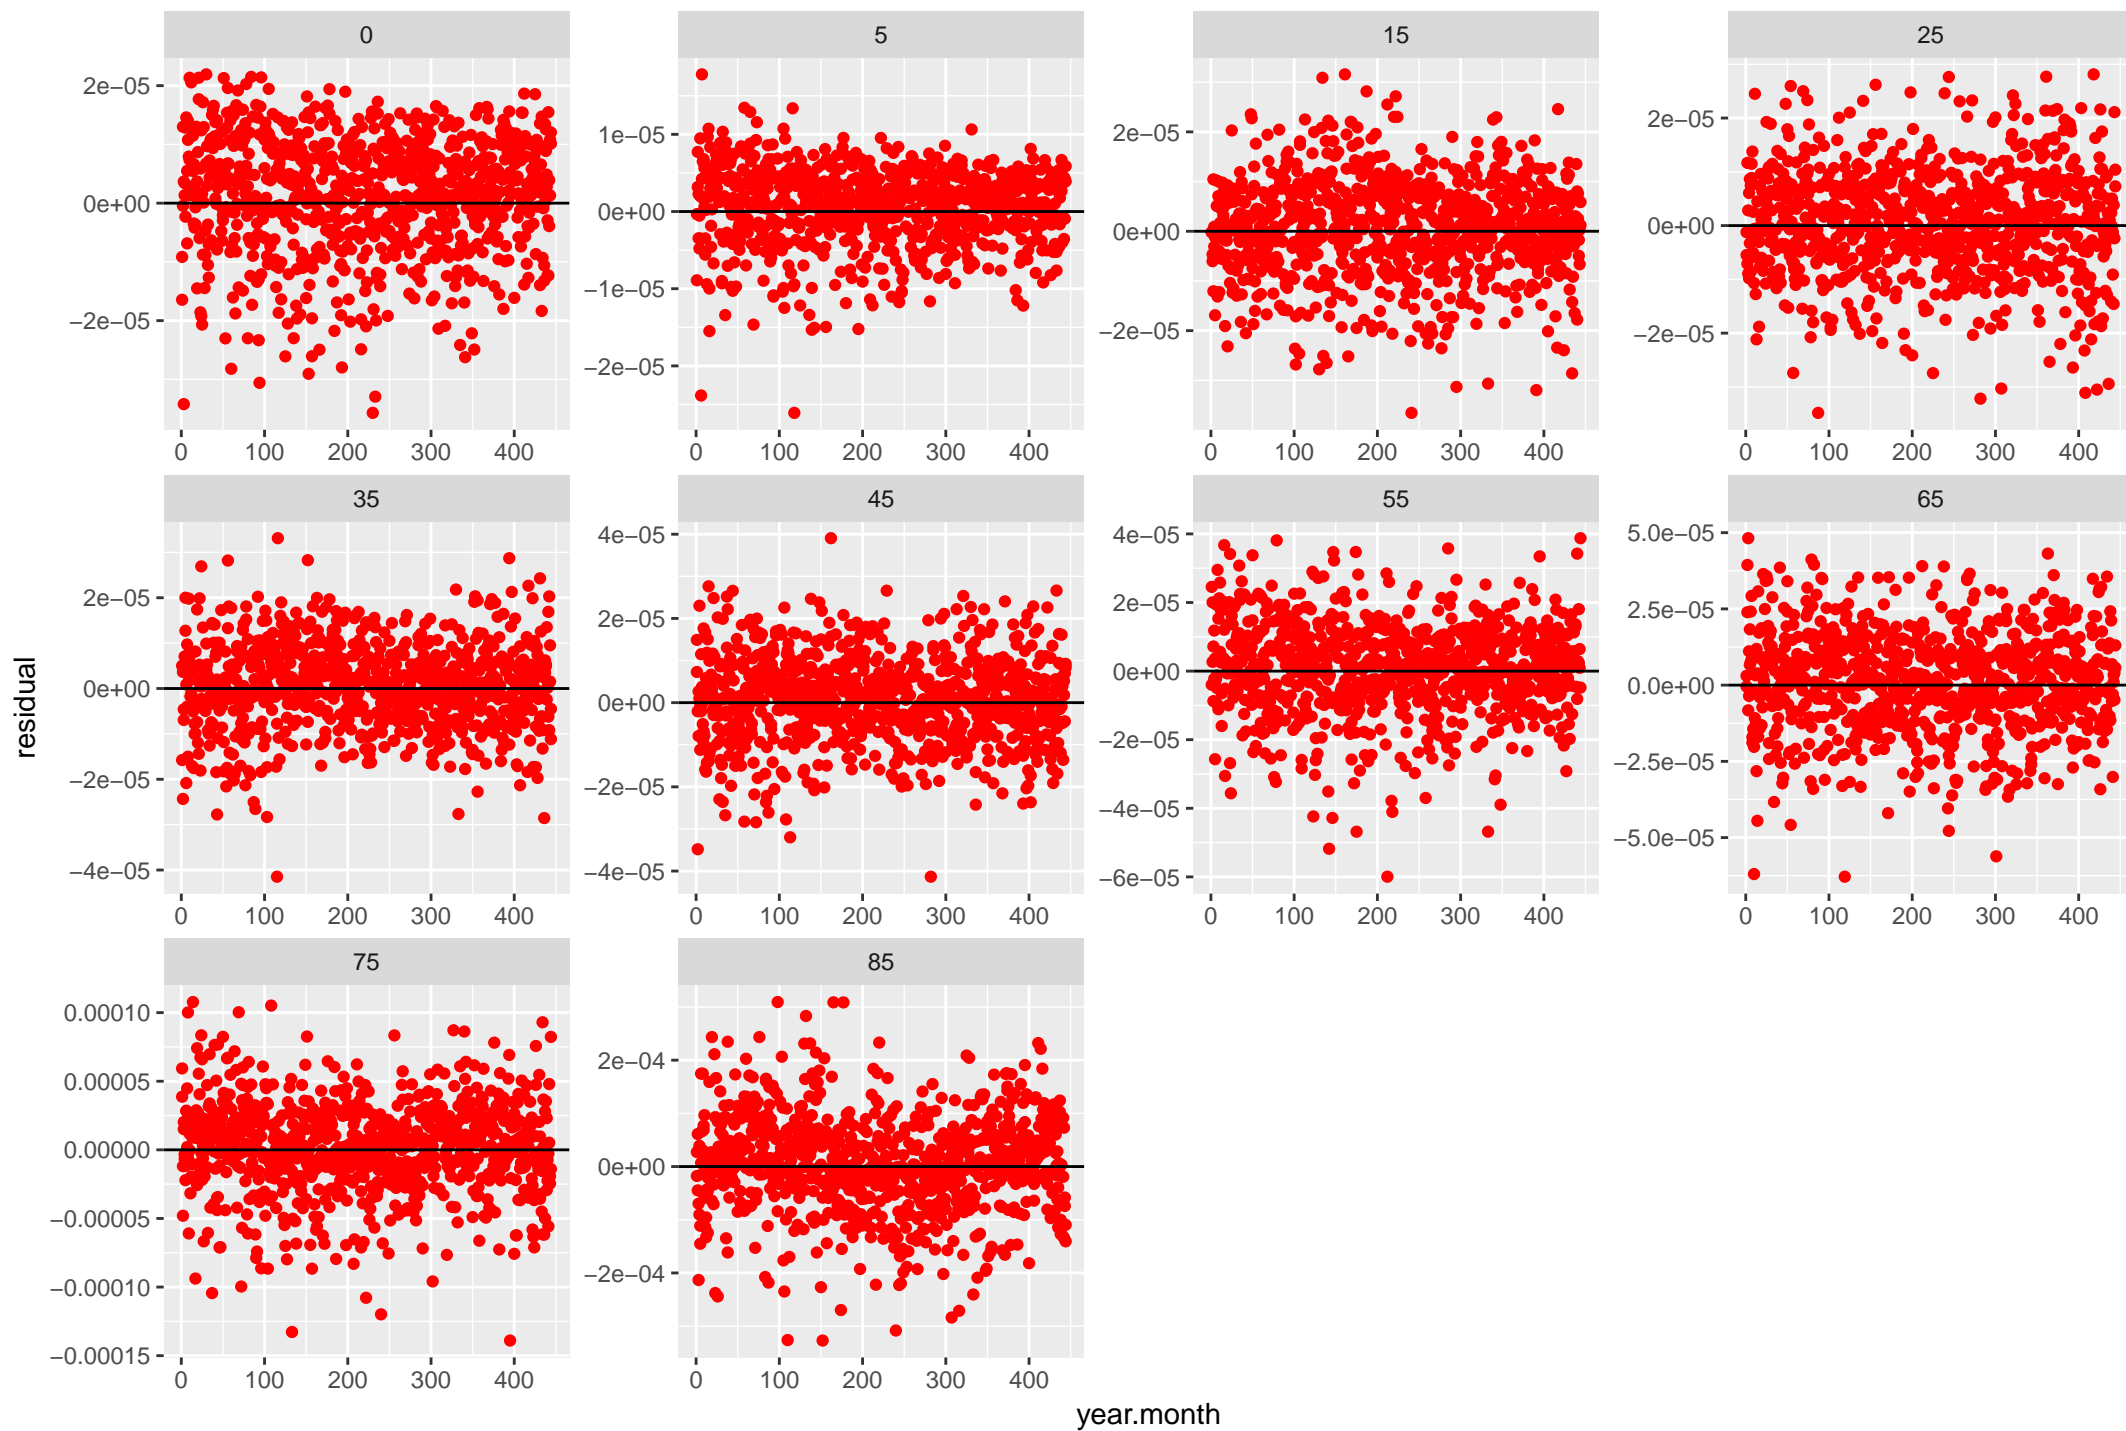 0 5 15 25
2e−05
0e+00
−2e−05
1e−05
0e+00
−1e−05
−2e−05
2e−05
0e+00
−2e−05
2e−05
0e+00
−2e−05
0 100 200 300 400 0 100 200 300 400 0 100 200 300 400 0 100 200 300 400
35 45 55 65
2e−05
0e+00
−2e−05
−4e−05
4e−05
2e−05
0e+00
−2e−05
−4e−05
4e−05
2e−05
0e+00
−2e−05
−4e−05
−6e−05
5.0e−05
2.5e−05
0.0e+00
−2.5e−05
−5.0e−05
0 100 200 300 400 0 100 200 300 400 0 100 200 300 400 0 100 200 300 400
75 85
0.00010
0.00005
0.00000
−0.00005
−0.00010
−0.00015
2e−04
0e+00
−2e−04
0 100 200 300 400 0 100 200 300 400
residual
year.month